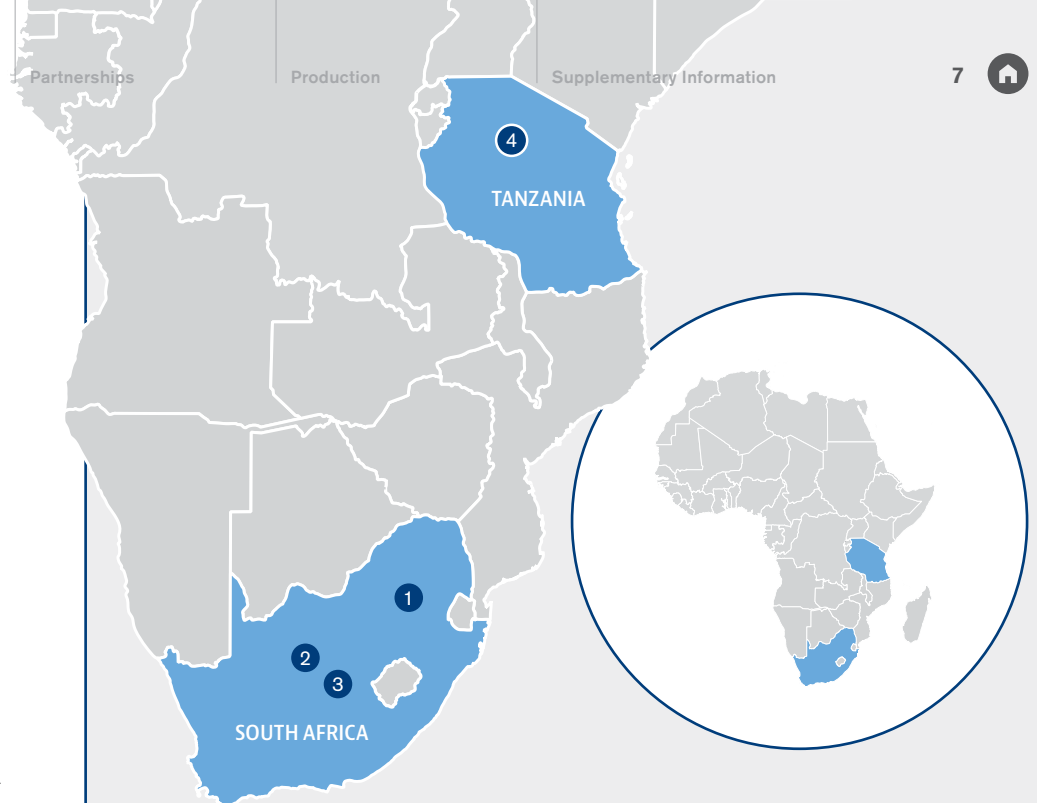 Partnerships
Production
Supplementary Information
7
4
TANZANIA
1
2
3
SOUTH AFRICA